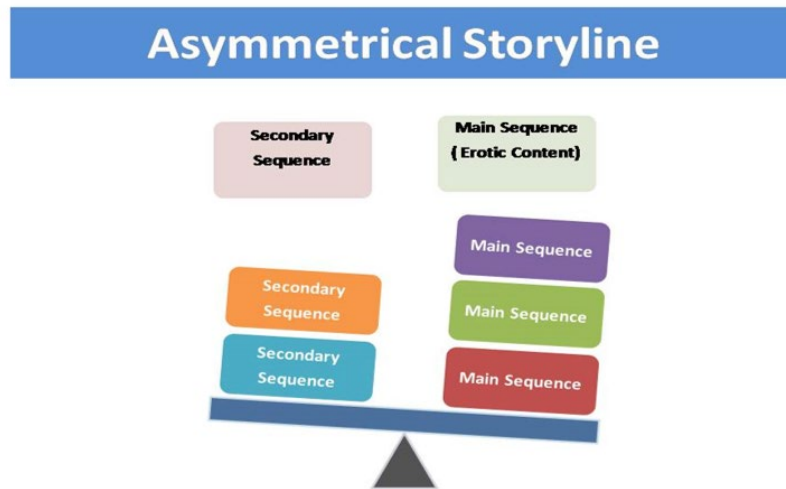 Asymmetrical Storyline
Secondary
Sequence
Main Sequence
( Erotic Content)
Secondary
Sequence
Secondary
Sequence
Main Sequence
Main Sequence
Main Sequence